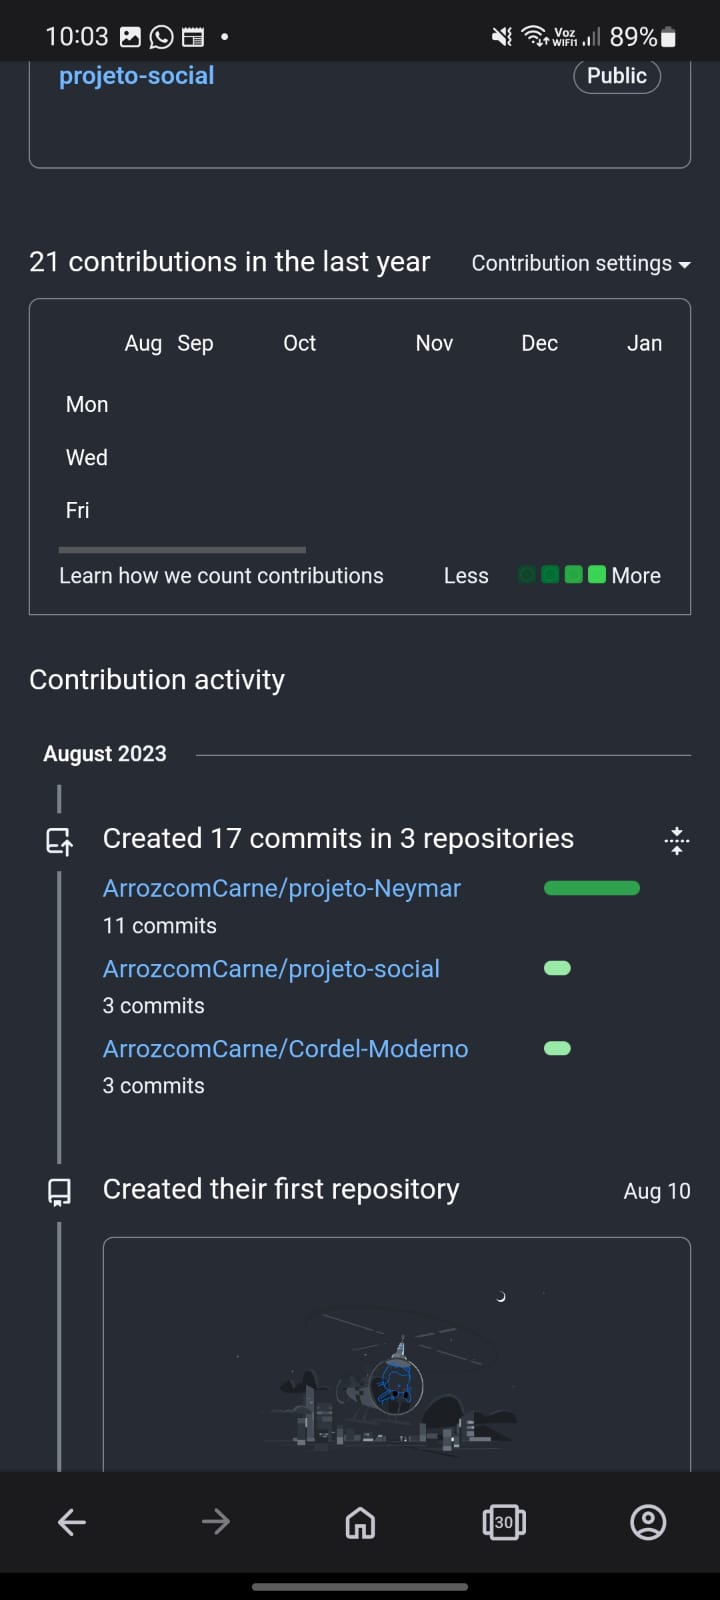 10:03 Voz WiFi1 89%
projeto-social Public
21 contributions in the last year Contribution settings
Aug Sep Oct Nov Dec Jan
Mon
Wed
Fri
Learn how we count contributions Less More
Contribution activity
August 2023
Created 17 commits in 3 repositories
ArrozcomCarne/projeto-Neymar
11 commits
ArrozcomCarne/projeto-social
3 commits
ArrozcomCarne/Cordel-Moderno
3 commits
Created their first repository Aug 10
30